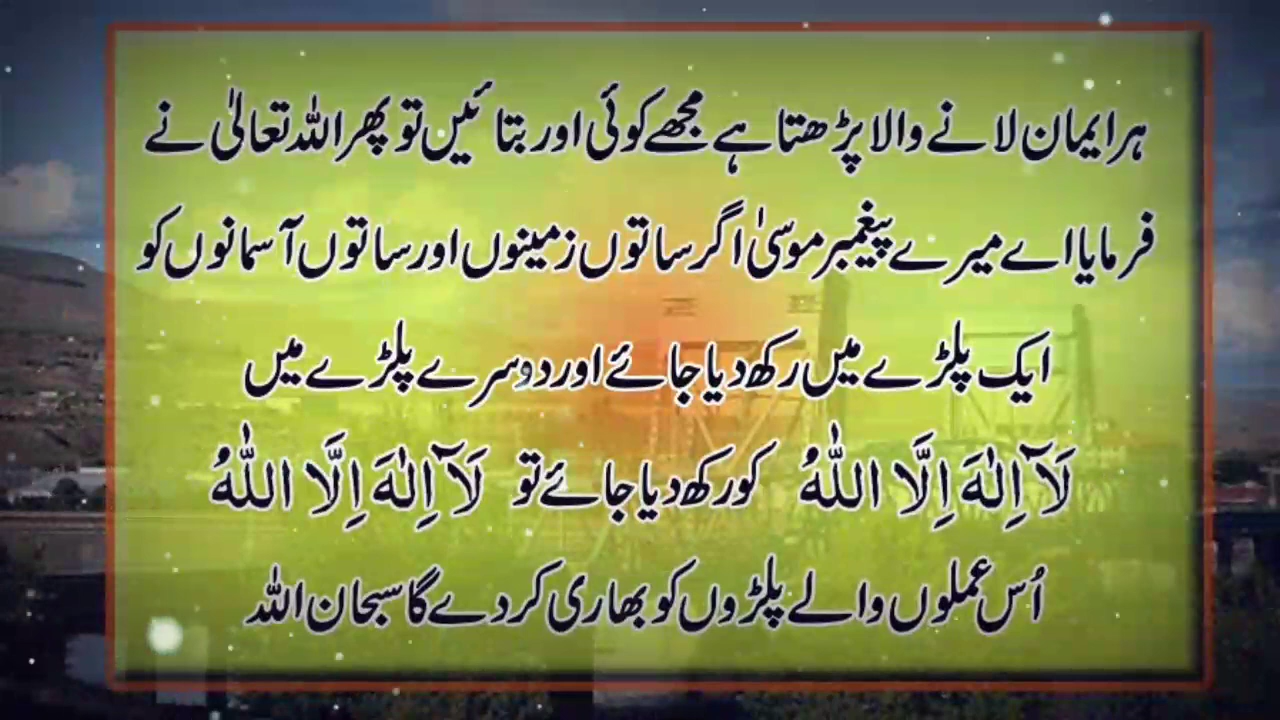 ہر ایمان لانے والا پڑھتا ہے مجھے کوئی اور بتائیں تو پھر اللہ تعالیٰ نے
فرمایا اے میرے پیغمبر موسیٰ اگر ساتوں زمینوں اور ساتوں آسمانوں کو
ایک پلڑے میں رکھ دیا جائے اور دوسرے پلڑے میں
لَآ اِلٰهَ اِلَّا اللّٰهُ کو رکھ دیا جائے تو لَآ اِلٰهَ اِلَّا اللّٰهُ
اُس عملوں والے پلڑوں کو بھاری کر دے گا سبحان اللہ